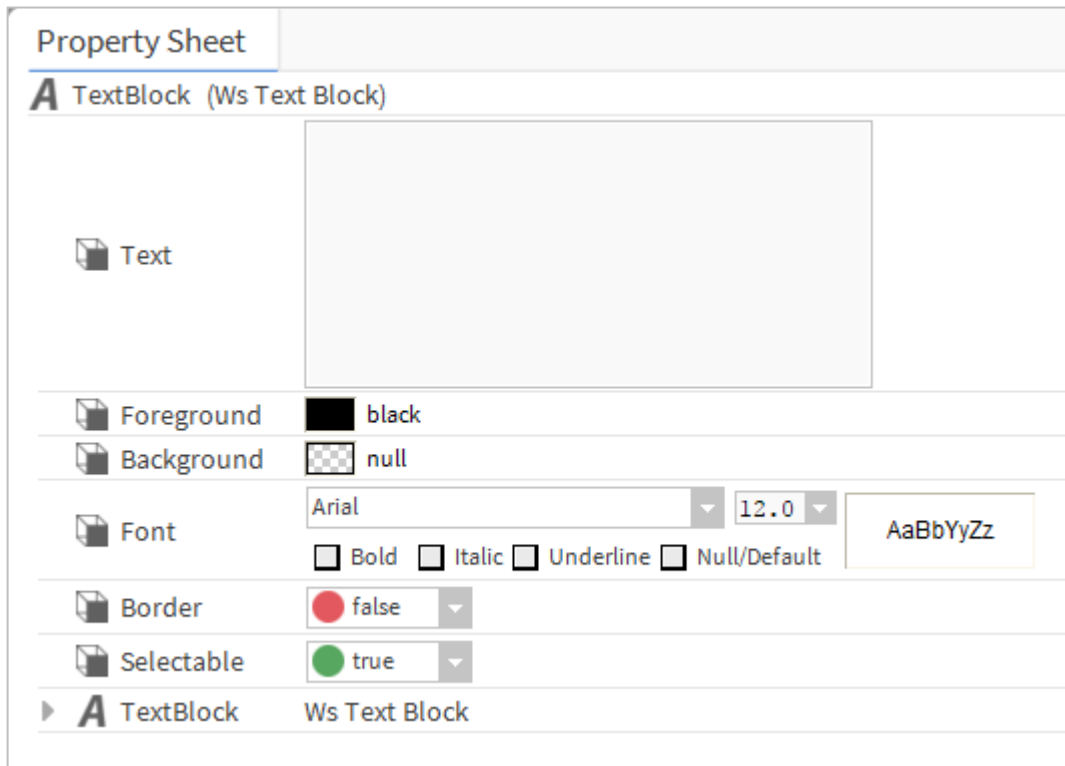 Property Sheet
TextBlock (Ws Text Block)
Text
Foreground black
Background null
Font Arial 12.0 AaBbYyZz
Bold Italic Underline Null/Default
Border false
Selectable true
TextBlock Ws Text Block